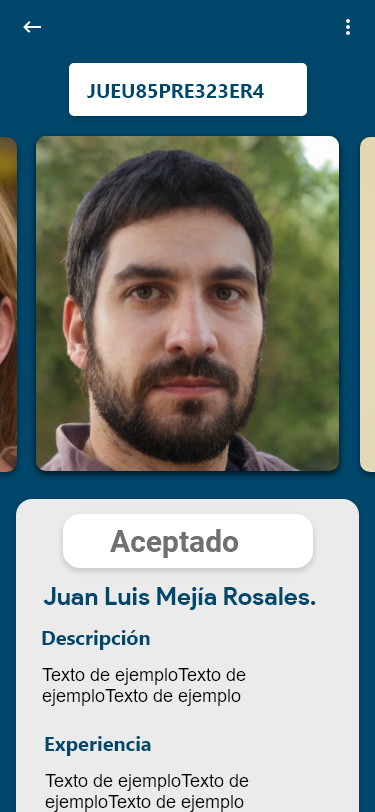 JUEU85PRE323ER4
Aceptado
Juan Luis Mejía Rosales.
Descripción
Texto de ejemploTexto de
ejemploTexto de ejemplo
Experiencia
Texto de ejemploTexto de
ejemploTexto de ejemplo